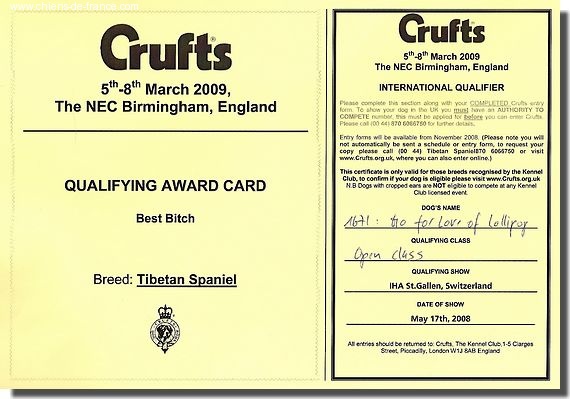 Crufts
5th-8th March 2009,
The NEC Birmingham, England
QUALIFYING AWARD CARD
Best Bitch
Breed: Tibetan Spaniel
Crufts
5th-8th March 2009
The NEC Birmingham, England
INTERNATIONAL QUALIFIER
Please complete this section along with your COMPLETED Crufts entry
form. To show your dog in the UK you must have an AUTHORITY TO
COMPETE number, this must be applied for before you can enter Crufts.
Please call (00 44) 870 6066750 for further details.
Entry forms will be available from November 2008. (Please note you will
not automatically be sent a schedule or entry form, to request your
copy please call (00 44) Tibetan Spaniel870 6066750 or visit
www.Crufts.org.uk, where you can also enter online.)
This certificate is only valid for those breeds recognised by the Kennel
Club, to confirm if your dog is eligible please visit www.Crufts.org.uk
N.B Dogs with cropped ears are NOT eligible to compete at any Kennel
Club licensed event.
DOG'S NAME
1671: Go for Love of Lollipop
QUALIFYING CLASS
Open class
QUALIFYING SHOW
IHA St.Gallen, Switzerland
DATE OF SHOW
May 17th, 2008
All entries should be returned to: Crufts, The Kennel Club,1-5 Clarges
Street, Piccadilly, London W1J 8AB England